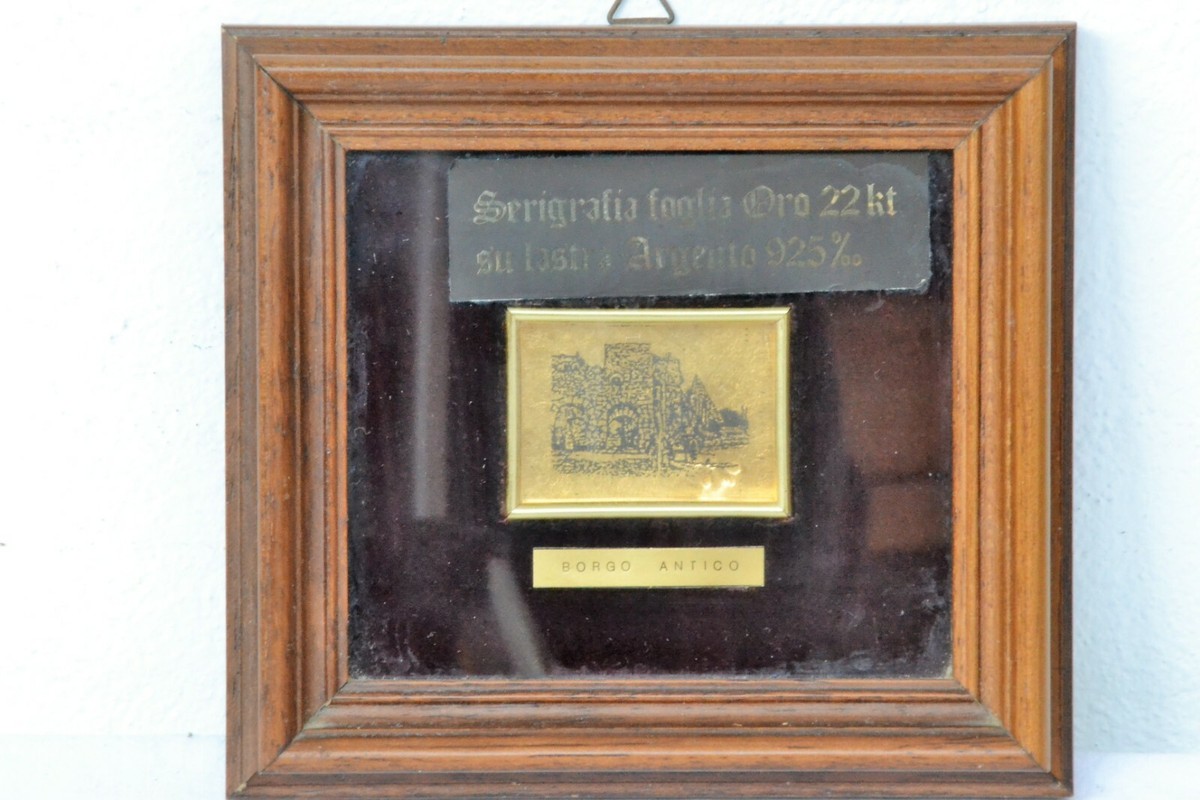 Serigrafia foglia Oro 22 kt
su lastra Argento 925‰
BORGO ANTICO